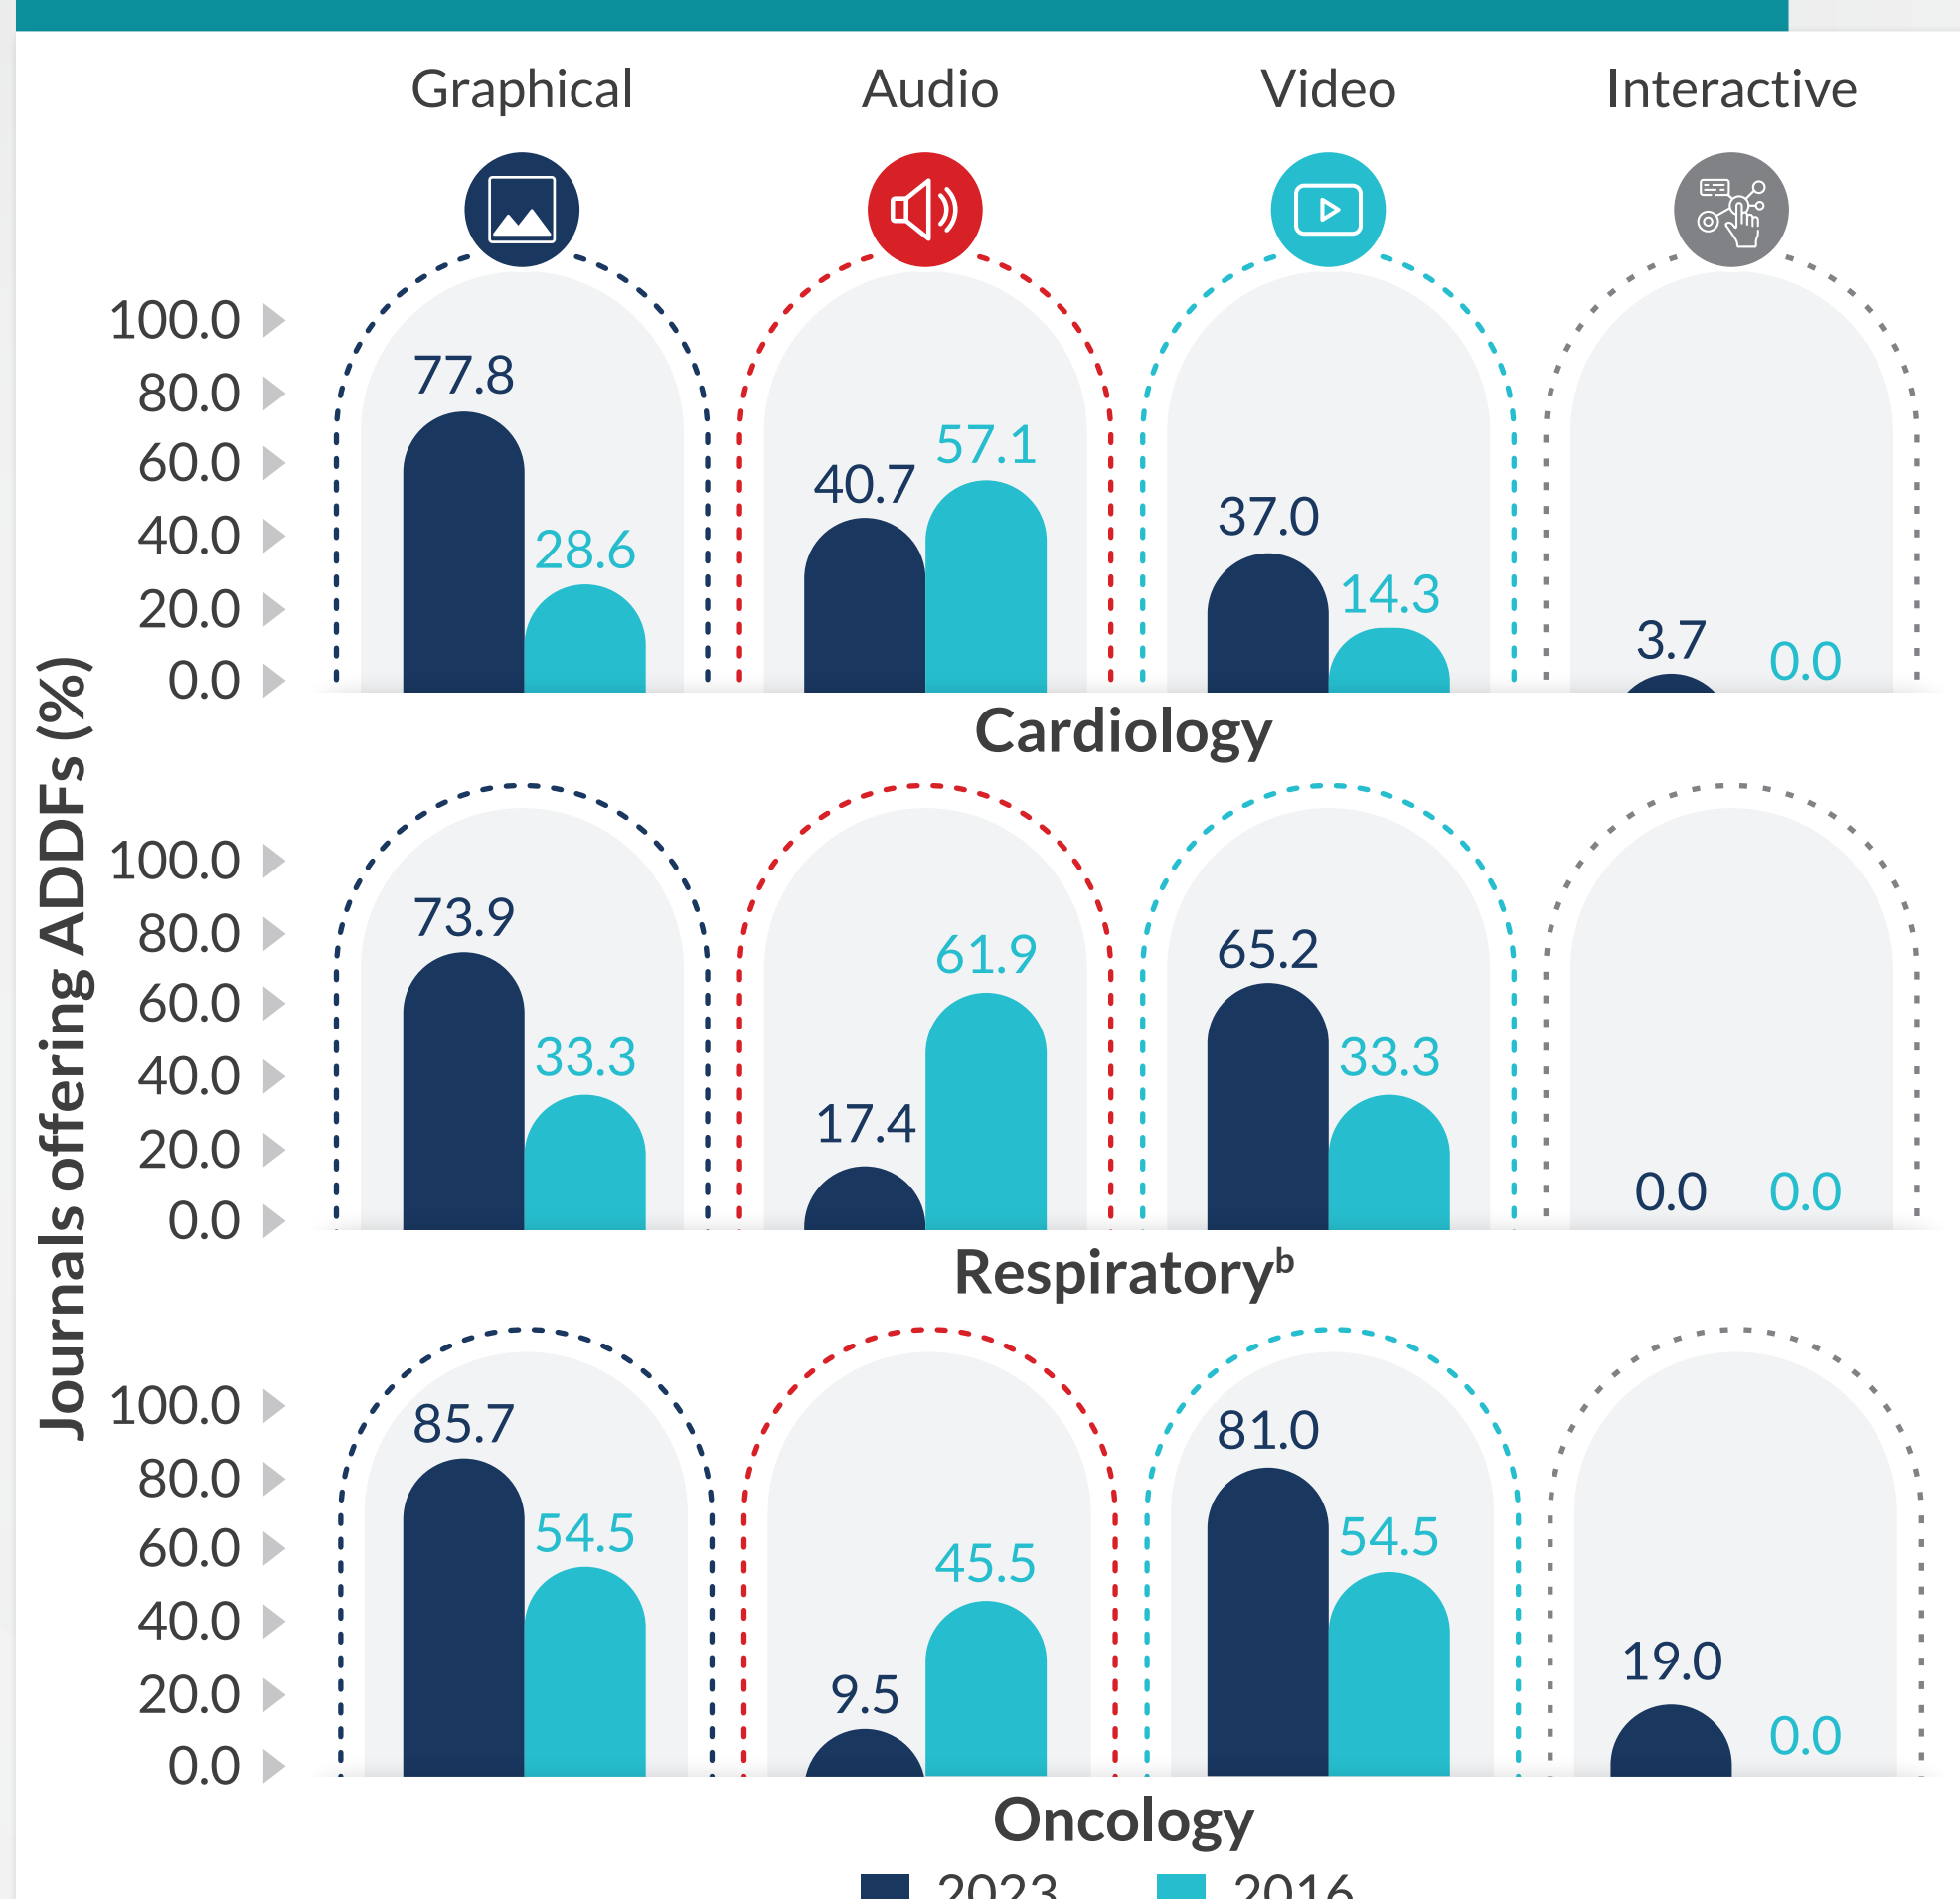 Graphical Audio Video Interactive
Journals offering ADDFs (%)
100.0
80.0
60.0
40.0
20.0
0.0
77.8 28.6 40.7 57.1 37.0 14.3 3.7 0.0
Cardiology
100.0
80.0
60.0
40.0
20.0
0.0
73.9 33.3 17.4 61.9 65.2 33.3 0.0 0.0
Respiratoryᵇ
100.0
80.0
60.0
40.0
20.0
0.0
85.7 54.5 9.5 45.5 81.0 54.5 19.0 0.0
Oncology
2023 2016